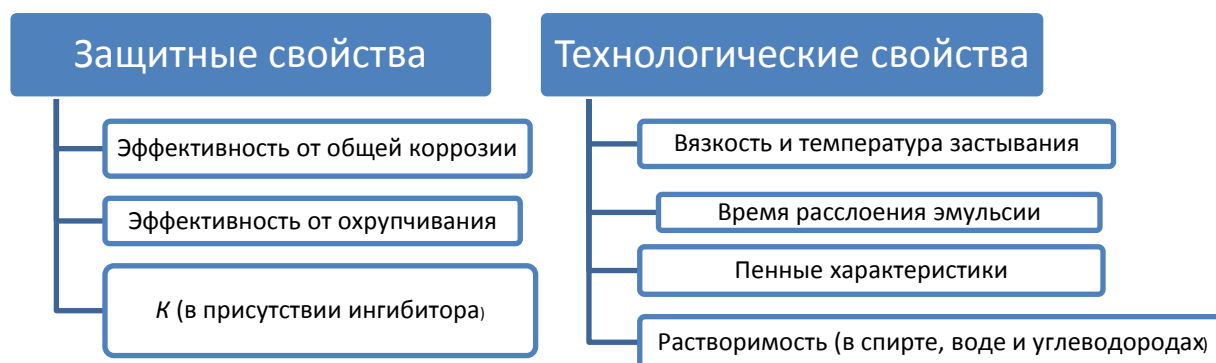 Защитные свойства
Эффективность от общей коррозии
Эффективность от охрупчивания
К (в присутствии ингибитора)
Технологические свойства
Вязкость и температура застывания
Время расслоения эмульсии
Пенные характеристики
Растворимость (в спирте, воде и углеводородах)